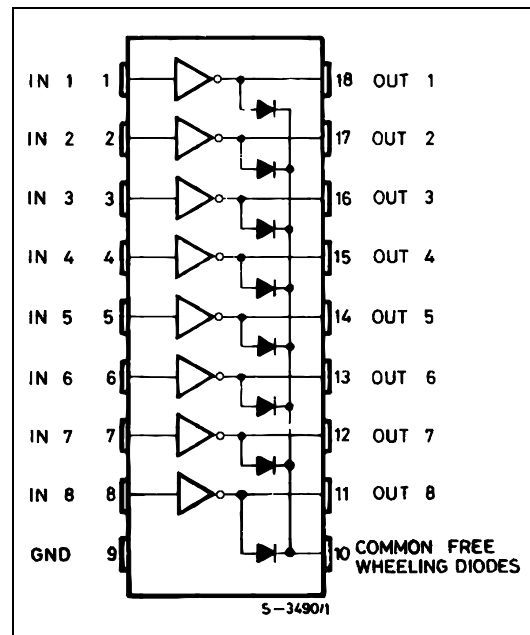 IN 1 1 18 OUT 1
IN 2 2 17 OUT 2
IN 3 3 16 OUT 3
IN 4 4 15 OUT 4
IN 5 5 14 OUT 5
IN 6 6 13 OUT 6
IN 7 7 12 OUT 7
IN 8 8 11 OUT 8
GND 9 10 COMMON FREE
WHEELING DIODES
S-3490/1